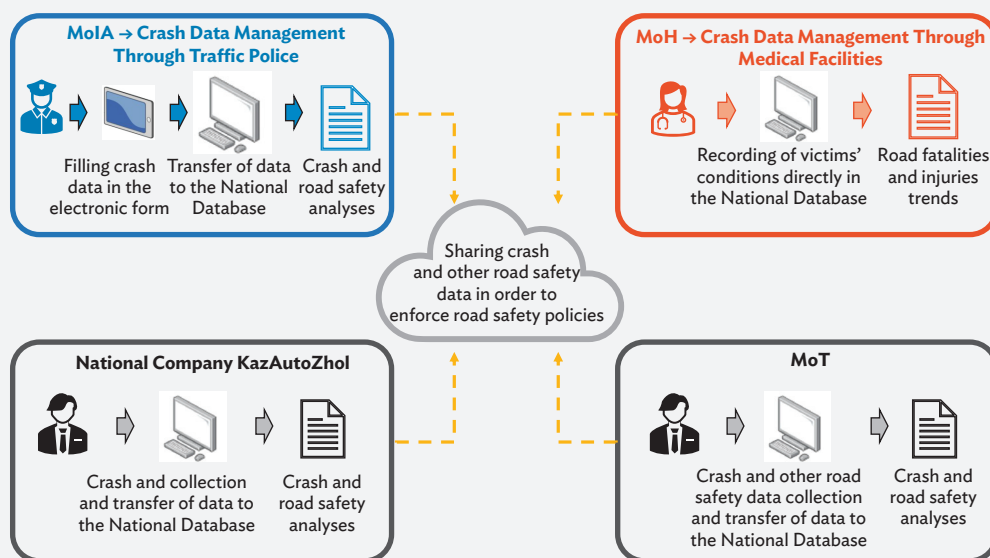 MoIA → Crash Data Management
Through Traffic Police
Filling crash
data in the
electronic form
Transfer of data
to the National
Database
Crash and
road safety
analyses
MoH → Crash Data Management Through
Medical Facilities
Recording of victims'
conditions directly in
the National Database
Road fatalities
and injuries
trends
Sharing crash
and other road safety
data in order to
enforce road safety policies
National Company KazAutoZhol
Crash and collection
and transfer of data to
the National Database
Crash and
road safety
analyses
MoT
Crash and other road
safety data collection
and transfer of data to
the National Database
Crash and
road safety
analyses